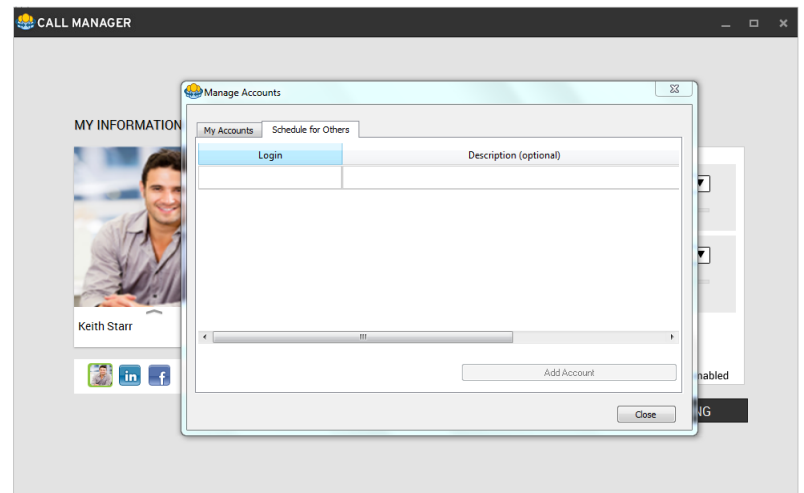 CALL MANAGER
Manage Accounts
MY INFORMATION
My Accounts
Schedule for Others
Login
Description (optional)
Keith Starr
Add Account
in
f
nabled
Close
NG